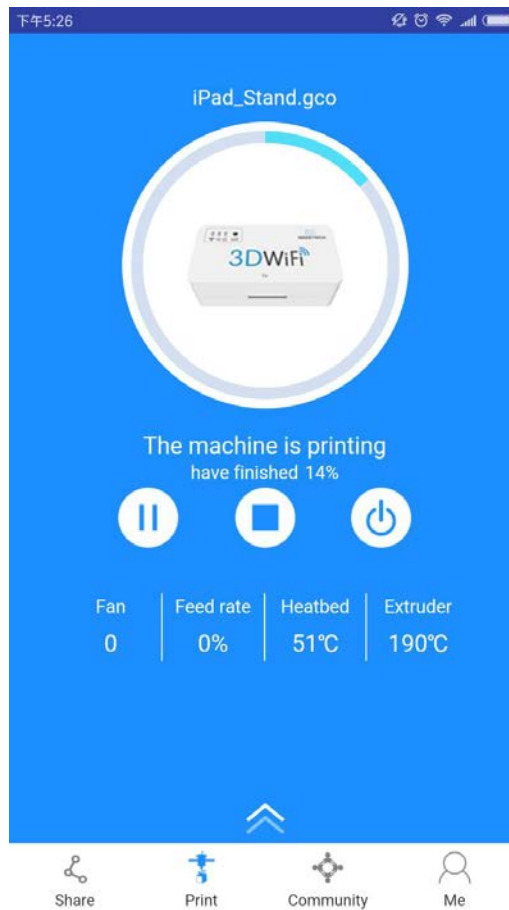 下午5:26
iPad_Stand.gco
3DWiFi
The machine is printing
have finished 14%
Fan Feed rate Heatbed Extruder
0 0% 51℃ 190℃
Share Print Community Me